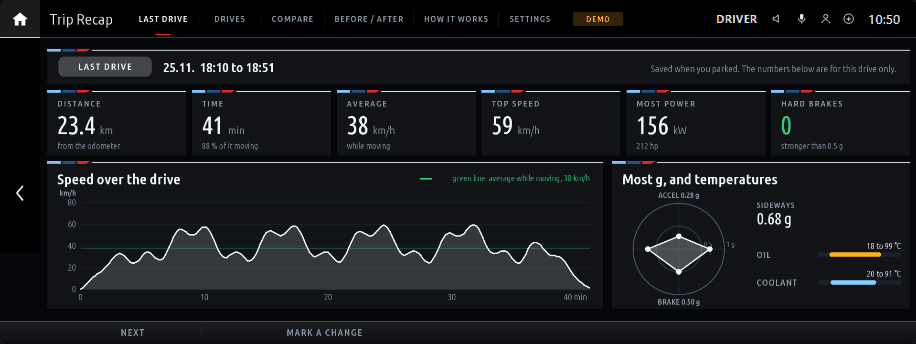 Trip Recap
LAST DRIVE
DRIVES
COMPARE
BEFORE / AFTER
HOW IT WORKS
SETTINGS
DEMO
DRIVER
10:50
LAST DRIVE
25.11. 18:10 to 18:51
Saved when you parked. The numbers below are for this drive only.
DISTANCE
23.4 km
from the odometer
TIME
41 min
88 % of it moving
AVERAGE
38 km/h
while moving
TOP SPEED
59 km/h
MOST POWER
156 kW
212 hp
HARD BRAKES
0
stronger than 0.5 g
Speed over the drive
green line: average while moving, 38 km/h
km/h
80
60
40
20
0
0
10
20
30
40 min
Most g, and temperatures
ACCEL 0.28 g
1 g
BRAKE 0.50 g
SIDEWAYS
0.68 g
OIL
18 to 99 °C
COOLANT
20 to 91 °C
NEXT
MARK A CHANGE